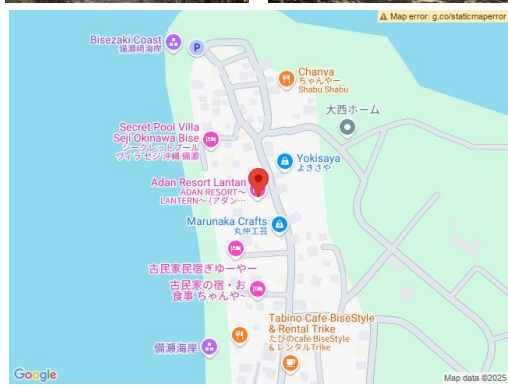 Map error: g.co/staticmaperror
Bisezaki Coast
備瀬崎海岸
P
Chanya
ちゃんやー
Shabu Shabu
大西ホーム
Secret Pool Villa
Seji Okinawa Bise
シークレットプール
ヴィラ セジ 沖縄 備瀬
Yokisaya
よきさや
Adan Resort Lantan
ADAN RESORT〜
LANTERN〜 (アダン…
Marunaka Crafts
丸仲工芸
古民家民宿ぎゅーやー
古民家の宿・お
食事 ちゃんや~
Tabino Cafe BiseStyle
& Rental Trike
たびのcafe BiseStyle
& レンタルTrike
備瀬海岸
Google
Map data ©2025